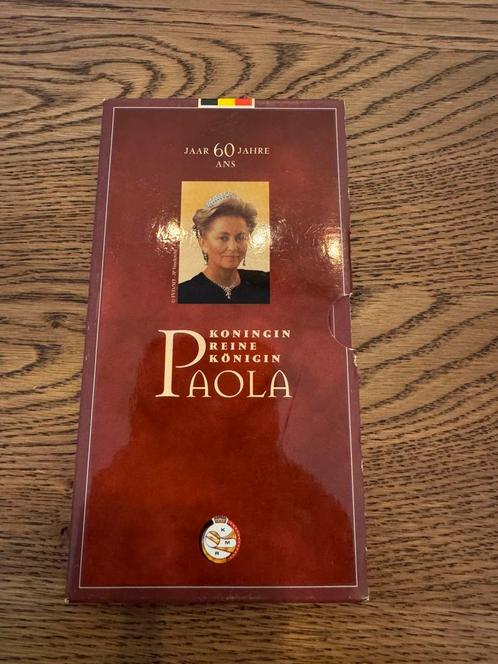 JAAR 60 JAHRE
ANS
KONINGIN
REINE
KÖNIGIN
PAOLA
K
M
A